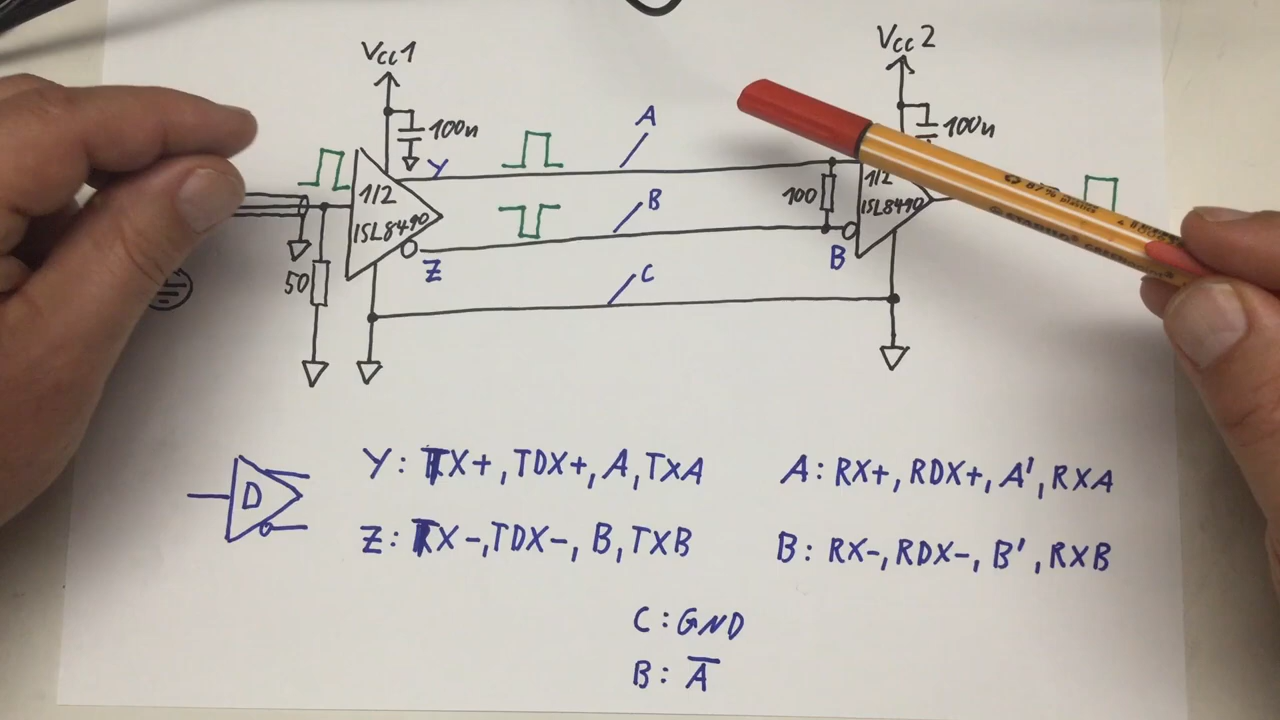 Vcc1
Vcc2
100n
100n
A
Y
1/2
ISL8490
B
100
1/2
ISL8490
Z
B
C
50
D
Y: TX+, TDX+, A, TXA
A: RX+, RDX+, A', RXA
Z: TX-, TDX-, B, TXB
B: RX-, RDX-, B', RXB
C: GND
B: A̅